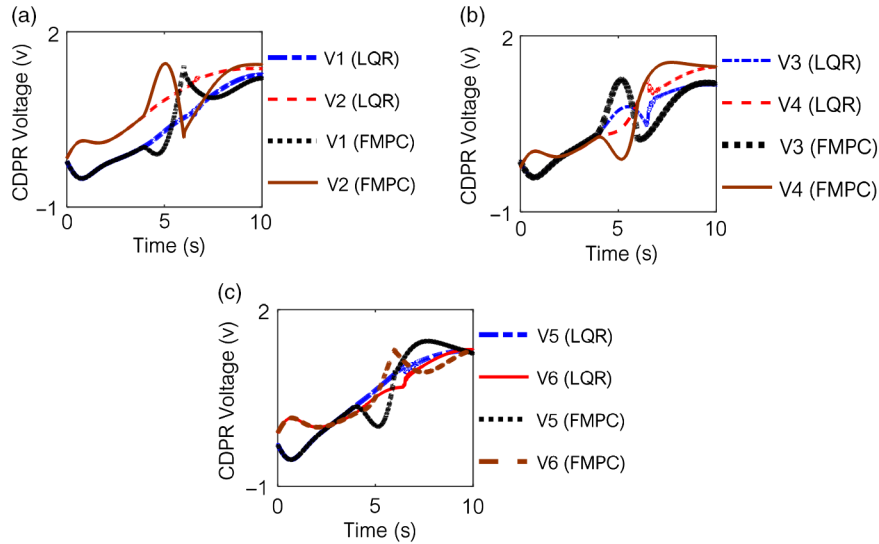 (a)
2
CDPR Voltage (v)
−1
0
5
10
Time (s)
V1 (LQR)
V2 (LQR)
V1 (FMPC)
V2 (FMPC)
(b)
2
CDPR Voltage (v)
−1
0
5
10
Time (s)
V3 (LQR)
V4 (LQR)
V3 (FMPC)
V4 (FMPC)
(c)
2
CDPR Voltage (v)
−1
0
5
10
Time (s)
V5 (LQR)
V6 (LQR)
V5 (FMPC)
V6 (FMPC)